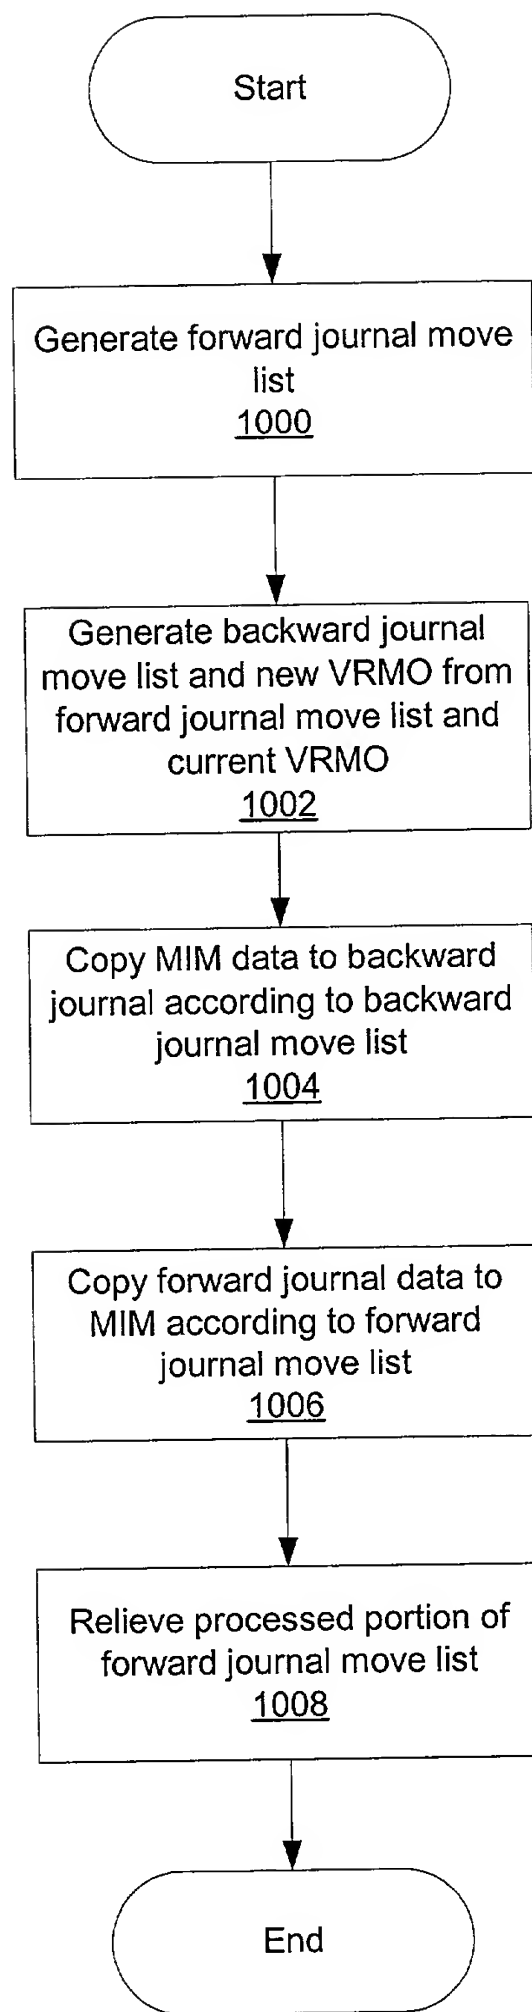 Start
Generate forward journal move
list
1000
Generate backward journal
move list and new VRMO from
forward journal move list and
current VRMO
1002
Copy MIM data to backward
journal according to backward
journal move list
1004
Copy forward journal data to
MIM according to forward
journal move list
1006
Relieve processed portion of
forward journal move list
1008
End